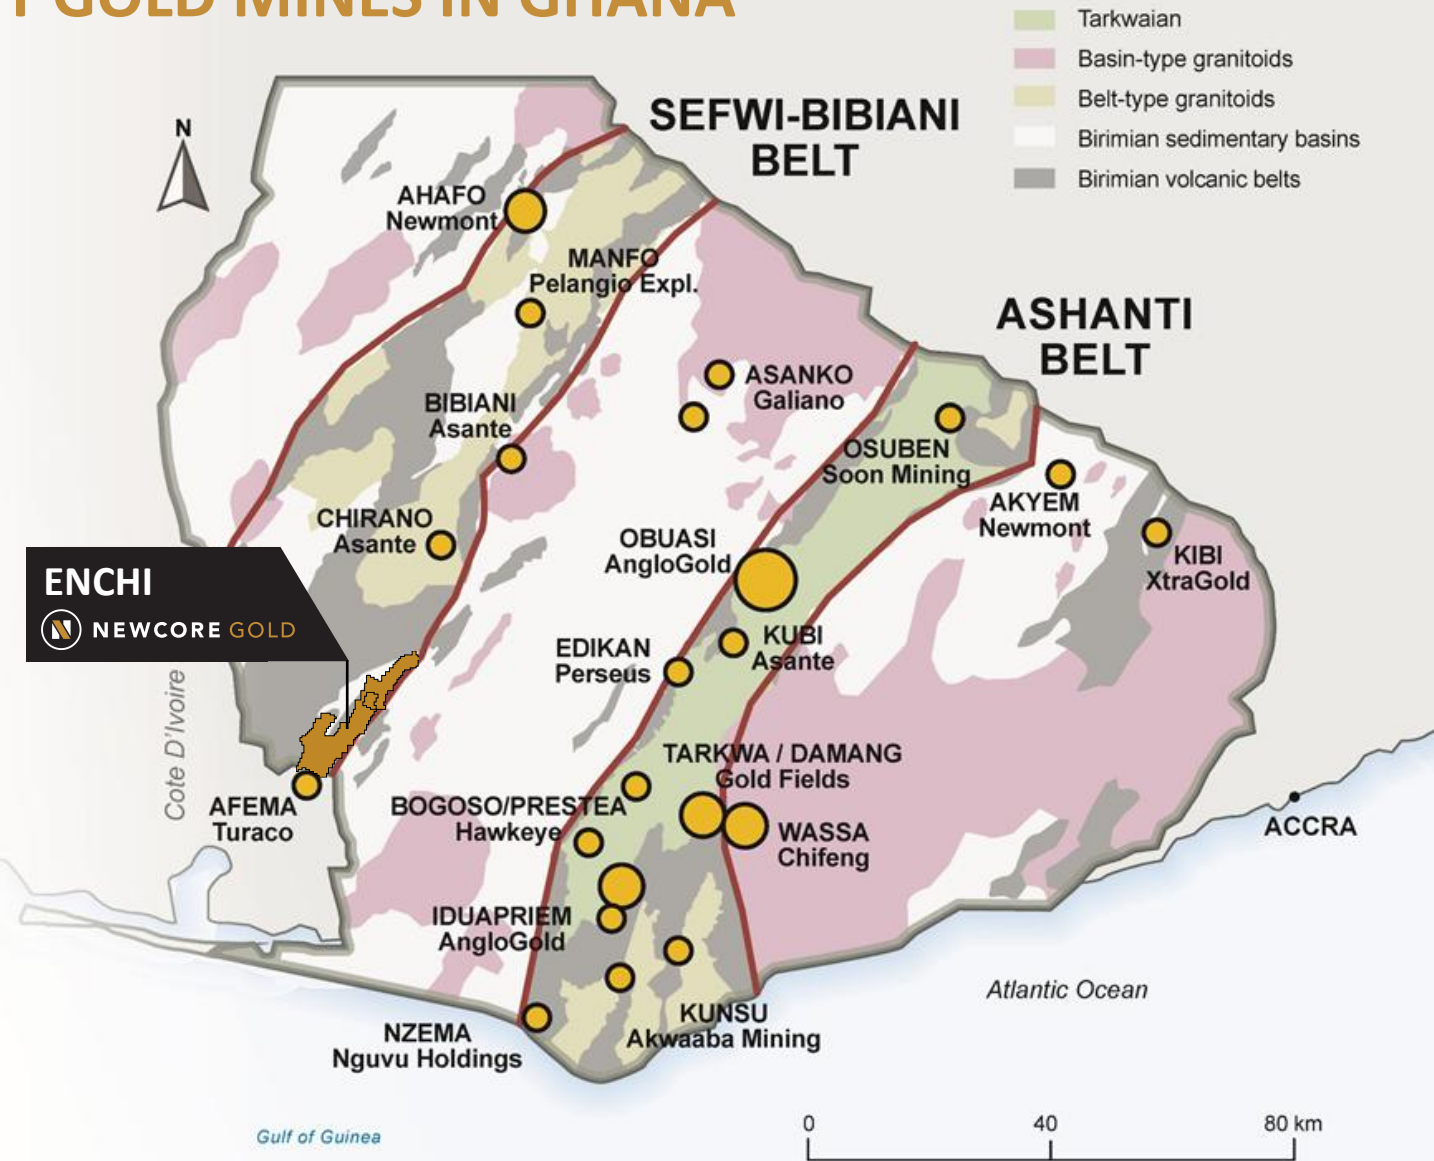 GOLD MINES IN GHANA
Tarkwaian
Basin-type granitoids
Belt-type granitoids
Birimian sedimentary basins
Birimian volcanic belts
SEFWI-BIBIANI
BELT
N
AHAFO
Newmont
MANFO
Pelangio Expl.
ASHANTI
BELT
ASANKO
Galiano
BIBIANI
Asante
OSUBEN
Soon Mining
AKYEM
Newmont
CHIRANO
Asante
OBUASI
AngloGold
KIBI
XtraGold
ENCHI
NEWCORE GOLD
EDIKAN
Perseus
KUBI
Asante
Cote D'Ivoire
TARKWA / DAMANG
Gold Fields
AFEMA
Turaco
BOGOSO/PRESTEA
Hawkeye
WASSA
Chifeng
ACCRA
IDUAPRIEM
AngloGold
Atlantic Ocean
KUNSU
Akwaaba Mining
NZEMA
Nguvu Holdings
Gulf of Guinea
0 40 80 km